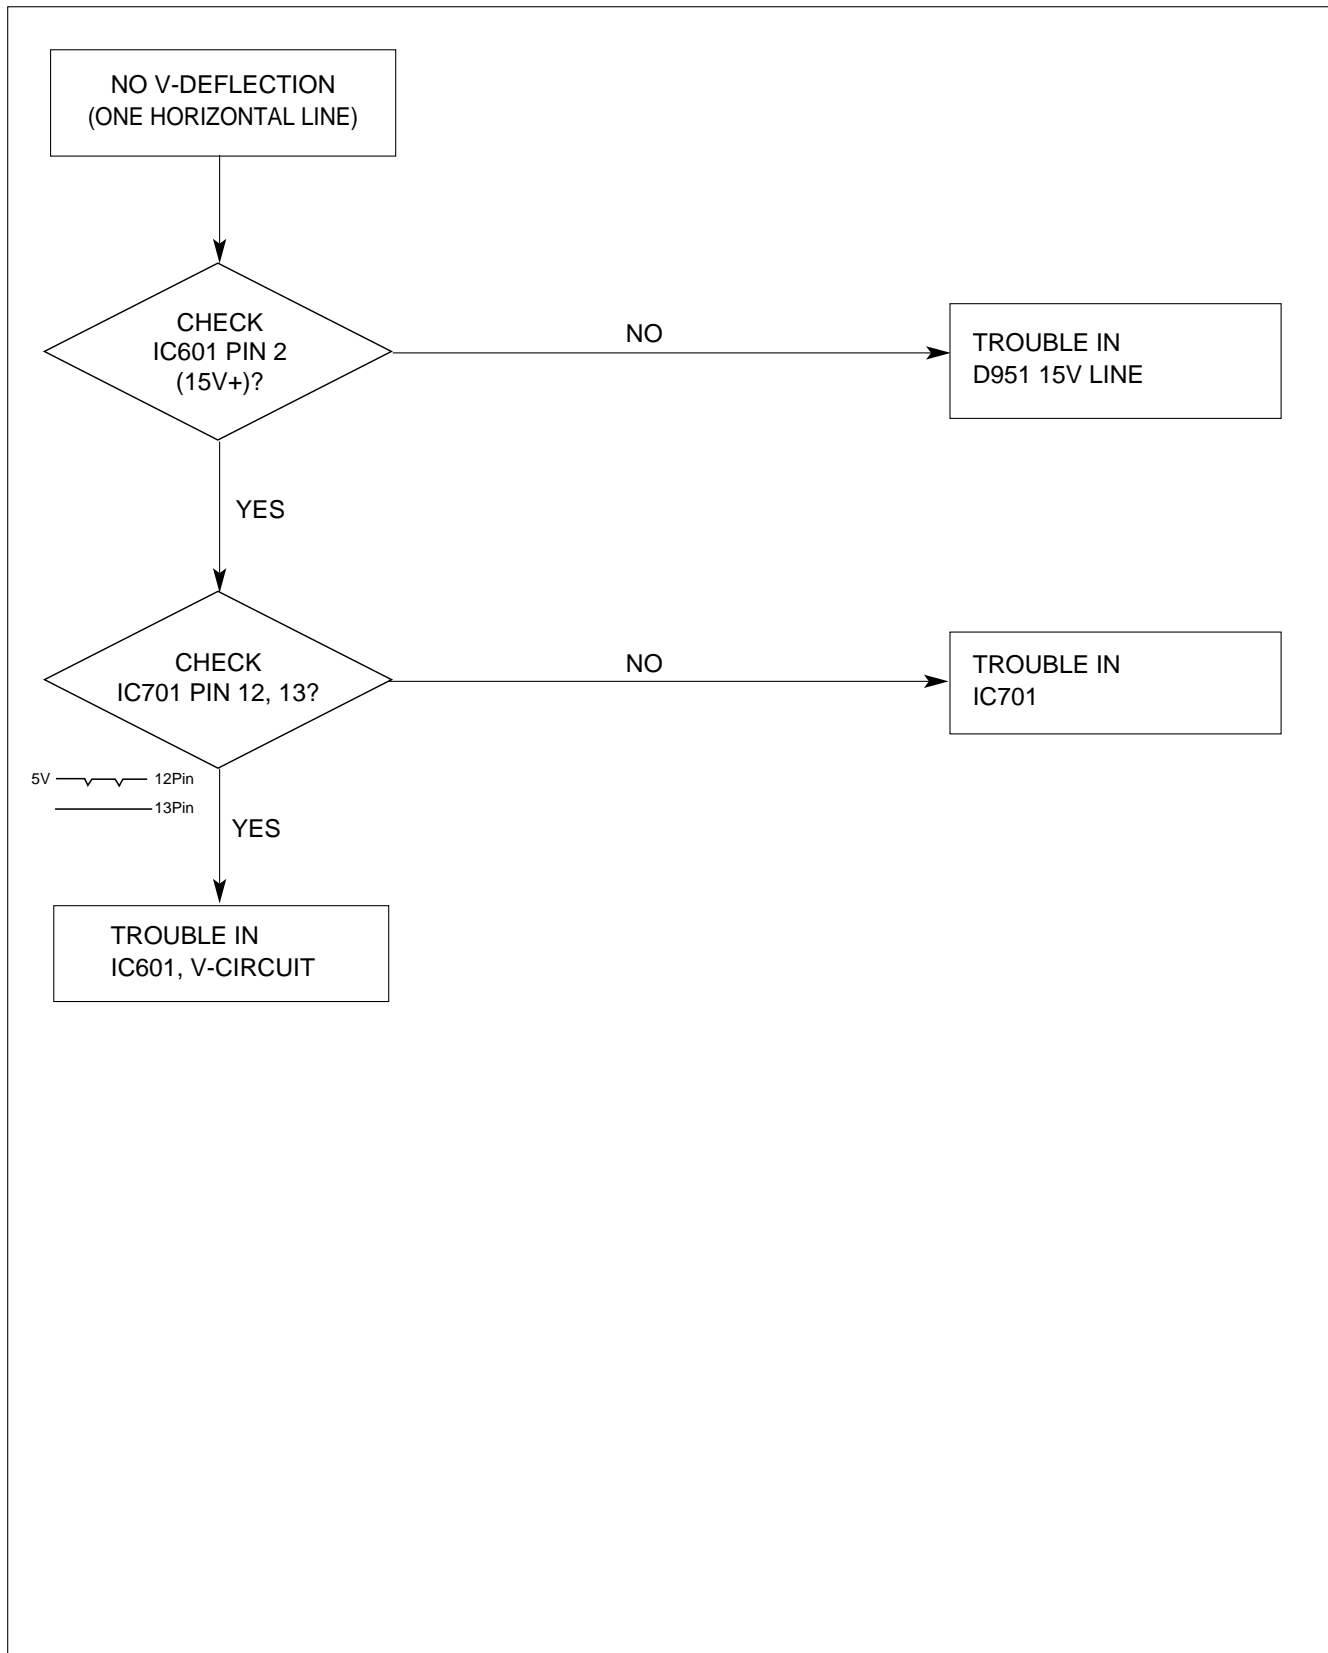 NO V-DEFLECTION
(ONE HORIZONTAL LINE)
CHECK
IC601 PIN 2
(15V+)?
NO
TROUBLE IN
D951 15V LINE
YES
CHECK
IC701 PIN 12, 13?
NO
TROUBLE IN
IC701
5V 12Pin
13Pin
YES
TROUBLE IN
IC601, V-CIRCUIT